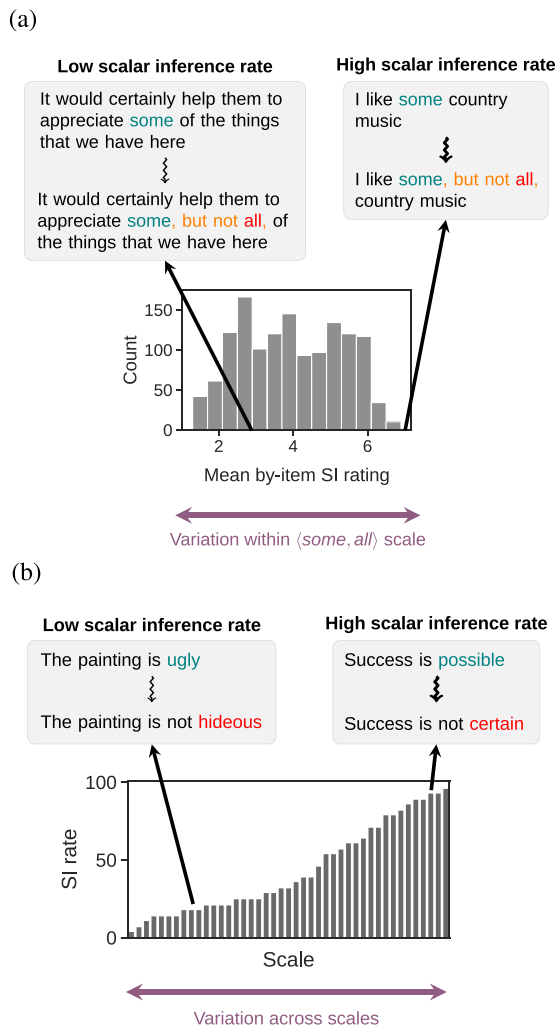 (a)
Low scalar inference rate
It would certainly help them to
appreciate some of the things
that we have here
It would certainly help them to
appreciate some, but not all, of
the things that we have here
High scalar inference rate
I like some country
music
I like some, but not all,
country music
150
100
50
0
Count
2
4
6
Mean by-item SI rating
Variation within ⟨some, all⟩ scale
(b)
Low scalar inference rate
The painting is ugly
The painting is not hideous
High scalar inference rate
Success is possible
Success is not certain
100
50
0
SI rate
Scale
Variation across scales